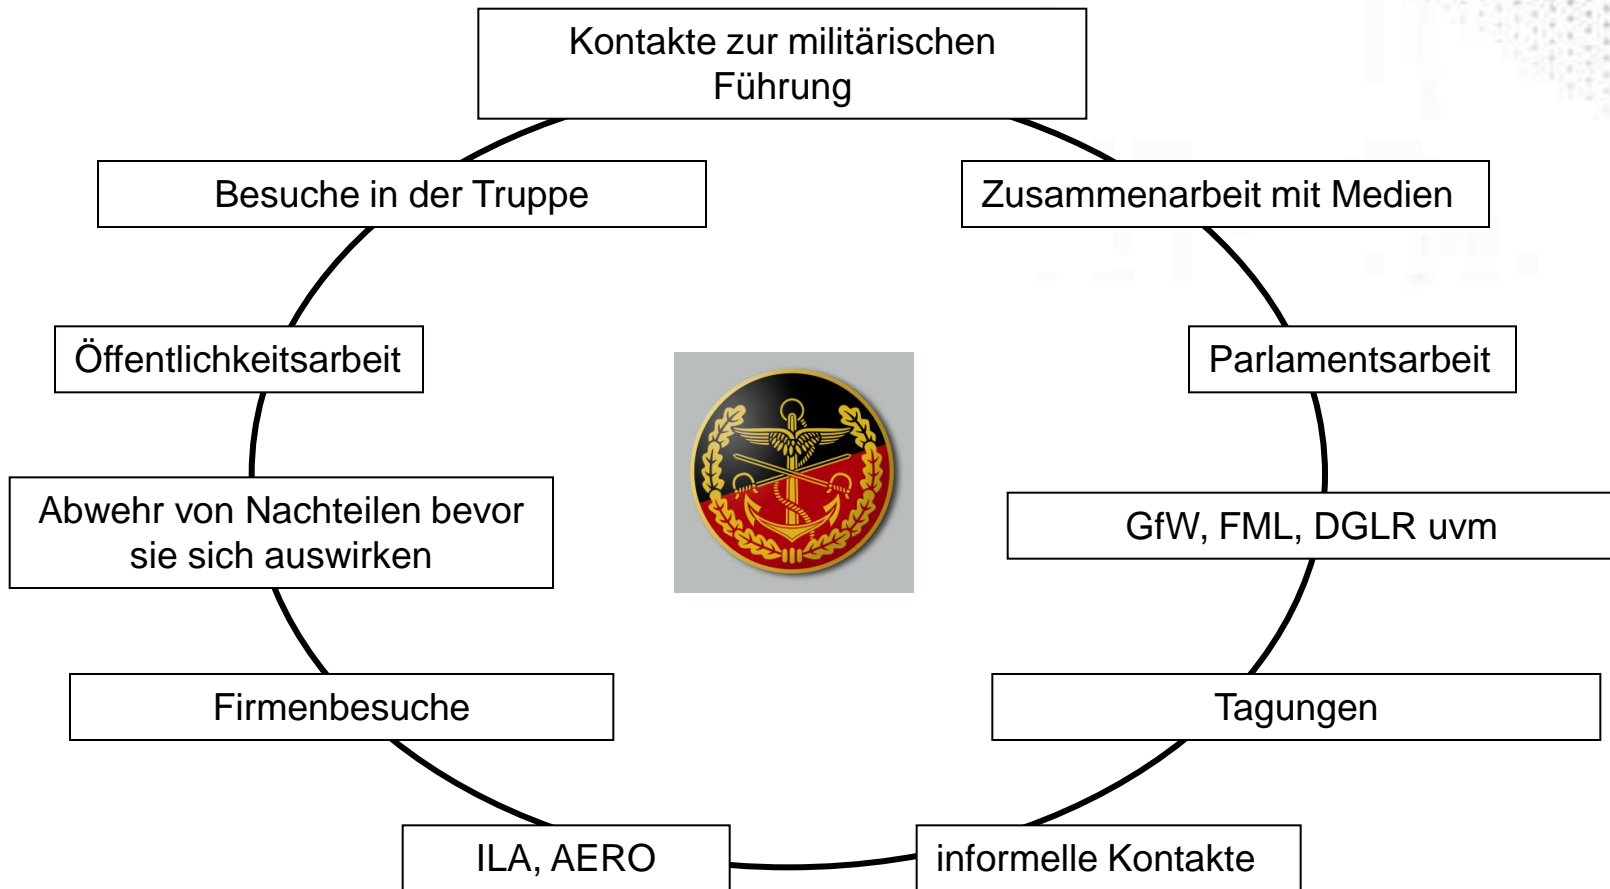 Kontakte zur militärischen
Führung
Besuche in der Truppe
Zusammenarbeit mit Medien
Öffentlichkeitsarbeit
Parlamentsarbeit
Abwehr von Nachteilen bevor
sie sich auswirken
GfW, FML, DGLR uvm
Firmenbesuche
Tagungen
ILA, AERO
informelle Kontakte